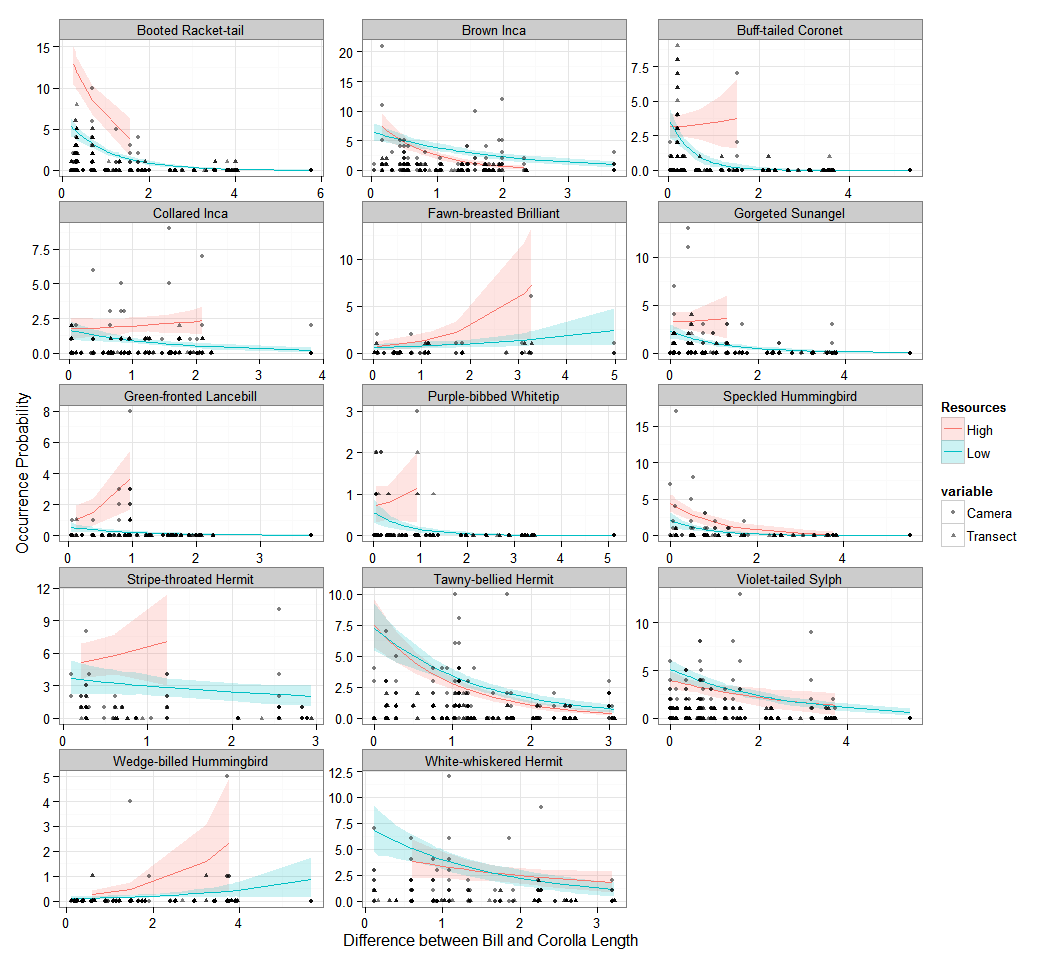 Booted Racket-tail
Brown Inca
Buff-tailed Coronet
15
10
5
0
0 2 4 6
20
15
10
5
0
0 1 2 3
7.5
5.0
2.5
0.0
0 2 4
Collared Inca
Fawn-breasted Brilliant
Gorgeted Sunangel
7.5
5.0
2.5
0.0
0 1 2 3 4
10
5
0
0 1 2 3 4 5
10
5
0
0 2 4
Green-fronted Lancebill
Purple-bibbed Whitetip
Speckled Hummingbird
8
6
4
2
0
0 1 2 3
3
2
1
0
0 1 2 3 4 5
15
10
5
0
0 2 4
Stripe-throated Hermit
Tawny-bellied Hermit
Violet-tailed Sylph
12
9
6
3
0
0 1 2 3
10.0
7.5
5.0
2.5
0.0
0 1 2 3
10
5
0
0 2 4
Wedge-billed Hummingbird
White-whiskered Hermit
5
4
3
2
1
0
0 2 4
12.5
10.0
7.5
5.0
2.5
0.0
0 1 2 3
Occurrence Probability
Difference between Bill and Corolla Length
Resources
High
Low
variable
Camera
Transect